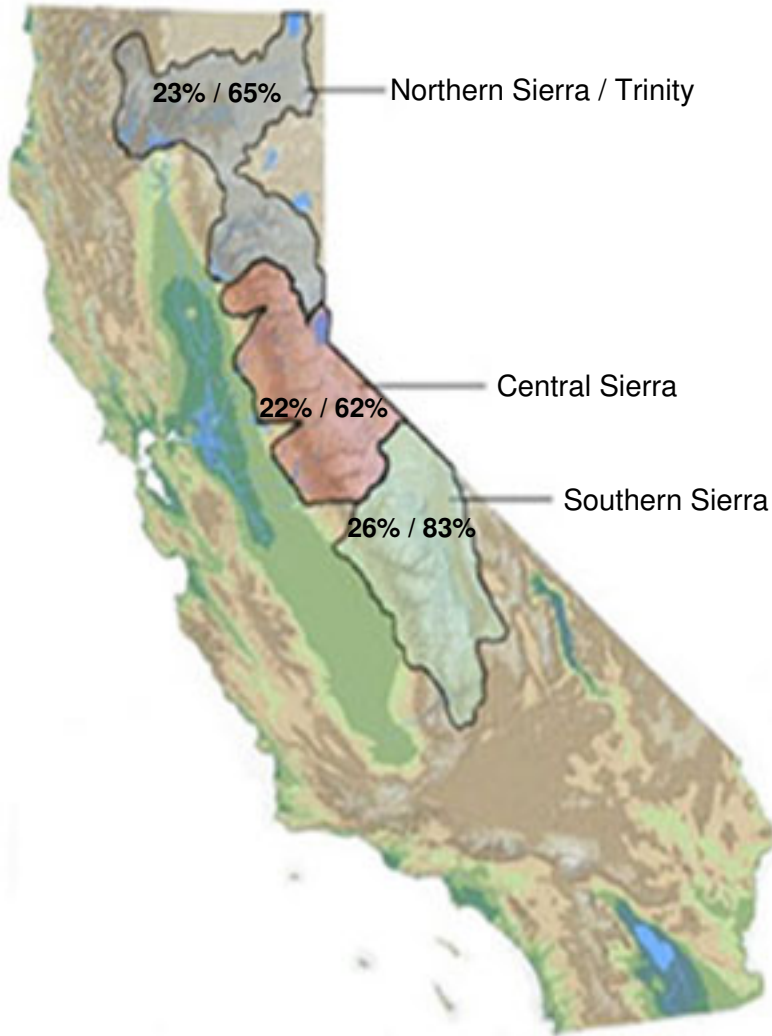 23% / 65%
Northern Sierra / Trinity
Central Sierra
22% / 62%
Southern Sierra
26% / 83%